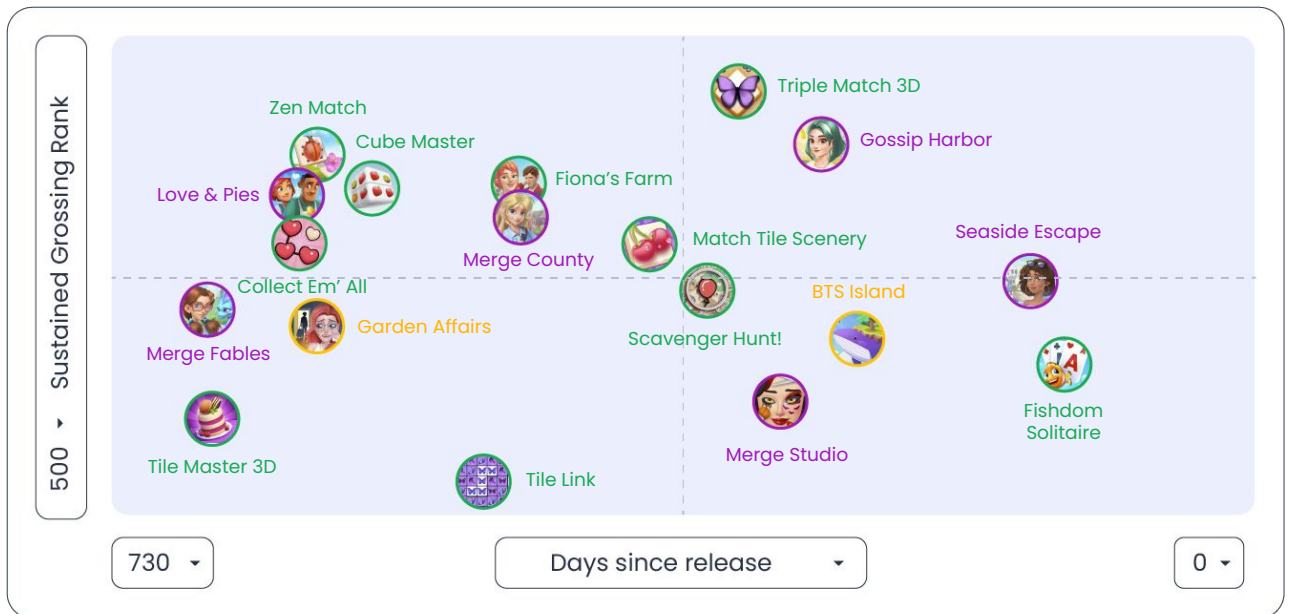 Sustained Grossing Rank
500
Triple Match 3D
Zen Match
Cube Master
Gossip Harbor
Love & Pies
Fiona's Farm
Match Tile Scenery
Seaside Escape
Merge County
Collect Em' All
BTS Island
Garden Affairs
Scavenger Hunt!
Merge Fables
Fishdom
Solitaire
Merge Studio
Tile Master 3D
Tile Link
730
Days since release
0